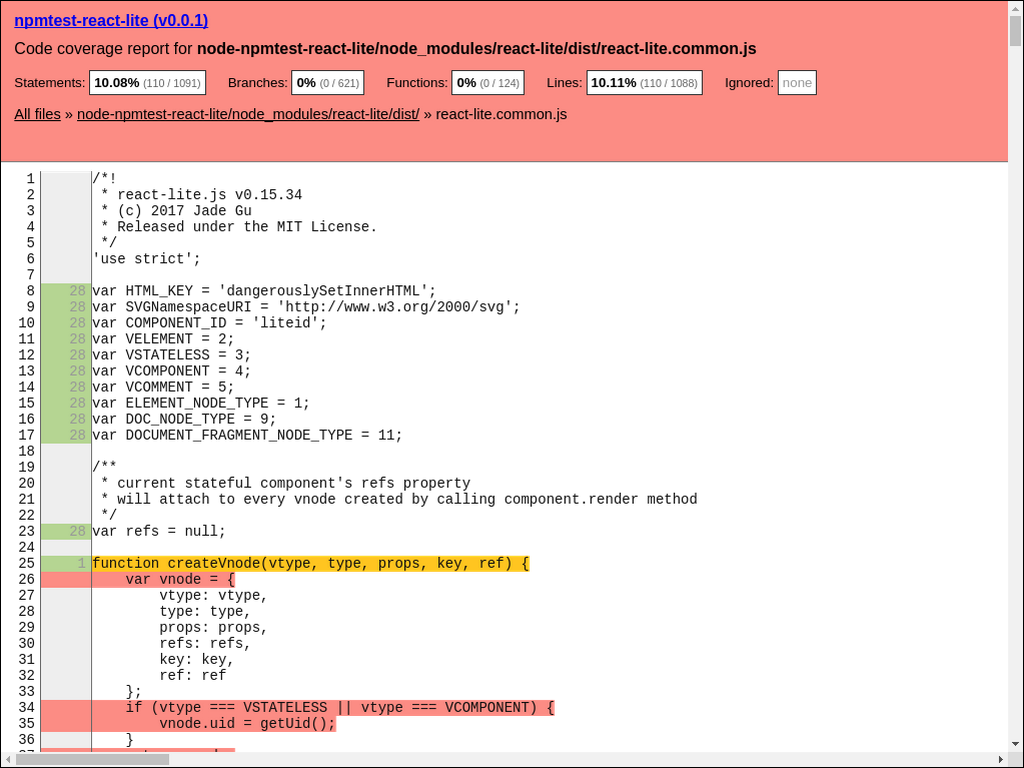 npmtest-react-lite (v0.0.1)
Code coverage report for node-npmtest-react-lite/node_modules/react-lite/dist/react-lite.common.js
Statements: 10.08% (110 / 1091) Branches: 0% (0 / 621) Functions: 0% (0 / 124) Lines: 10.11% (110 / 1088) Ignored: none
All files » node-npmtest-react-lite/node_modules/react-lite/dist/ » react-lite.common.js
1 /*!
2  * react-lite.js v0.15.34
3  * (c) 2017 Jade Gu
4  * Released under the MIT License.
5  */
6 'use strict';
7
8 28 var HTML_KEY = 'dangerouslySetInnerHTML';
9 28 var SVGNamespaceURI = 'http://www.w3.org/2000/svg';
10 28 var COMPONENT_ID = 'liteid';
11 28 var VELEMENT = 2;
12 28 var VSTATELESS = 3;
13 28 var VCOMPONENT = 4;
14 28 var VCOMMENT = 5;
15 28 var ELEMENT_NODE_TYPE = 1;
16 28 var DOC_NODE_TYPE = 9;
17 28 var DOCUMENT_FRAGMENT_NODE_TYPE = 11;
18
19 /**
20  * current stateful component's refs property
21  * will attach to every vnode created by calling component.render method
22  */
23 28 var refs = null;
24
25 1 function createVnode(vtype, type, props, key, ref) {
26     var vnode = {
27         vtype: vtype,
28         type: type,
29         props: props,
30         refs: refs,
31         key: key,
32         ref: ref
33     };
34     if (vtype === VSTATELESS || vtype === VCOMPONENT) {
35         vnode.uid = getUid();
36     }